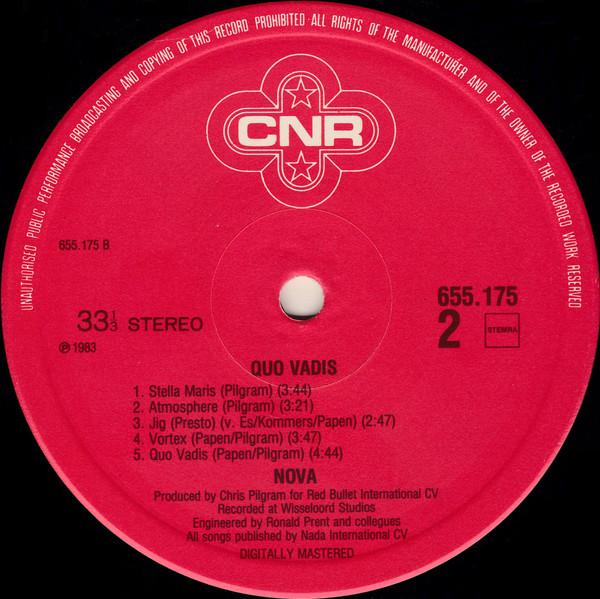 UNAUTHORISED PUBLIC PERFORMANCE BROADCASTING AND COPYING OF THIS RECORD PROHIBITED · ALL RIGHTS OF THE MANUFACTURER AND OF THE OWNER OF THE RECORDED WORK RESERVED
CNR
655.175 B
655.175
33 1/3 STEREO
2
STEMRA
℗ 1983
QUO VADIS
1. Stella Maris (Pilgram) (3:44)
2. Atmosphere (Pilgram) (3:21)
3. Jig (Presto) (v. Es/Kommers/Papen) (2:47)
4. Vortex (Papen/Pilgram) (3:47)
5. Quo Vadis (Papen/Pilgram) (4:44)
NOVA
Produced by Chris Pilgram for Red Bullet International CV
Recorded at Wisseloord Studios
Engineered by Ronald Prent and collegues
All songs published by Nada International CV
DIGITALLY MASTERED